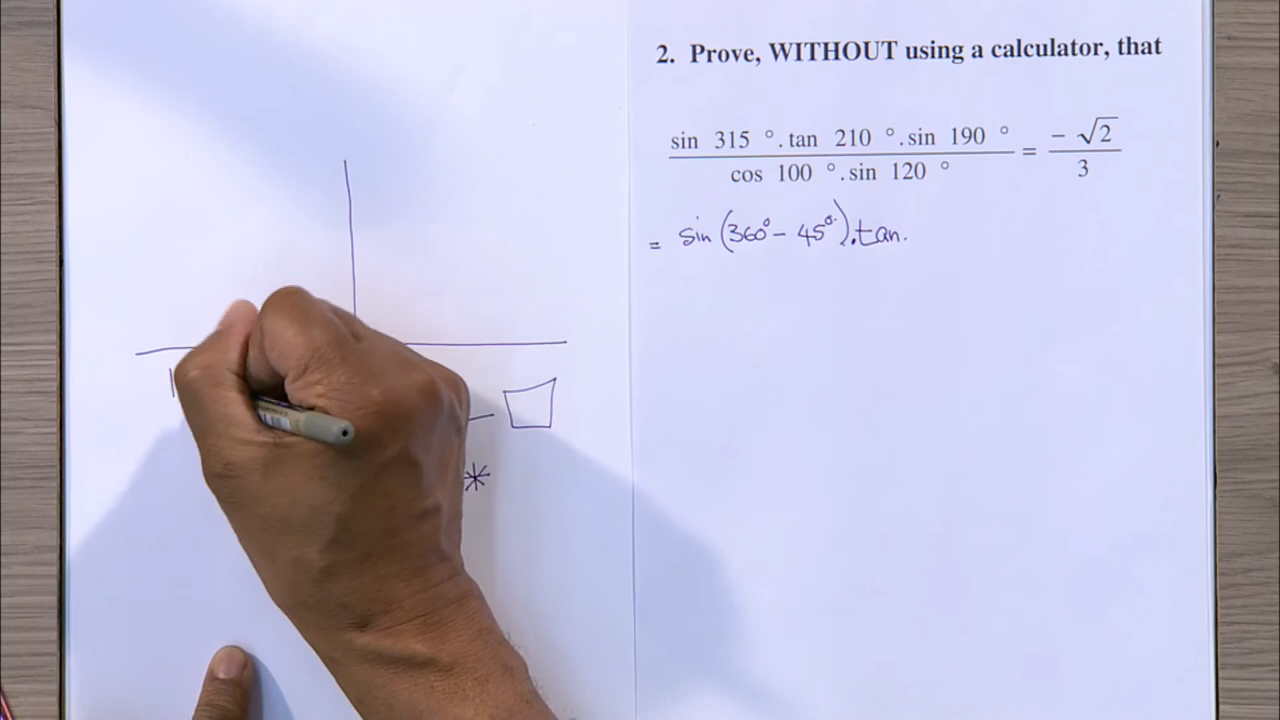 2. Prove, WITHOUT using a calculator, that
sin 315 °. tan 210 °. sin 190 ° / cos 100 °. sin 120 ° = - √2 / 3
= sin (360° - 45°). tan.